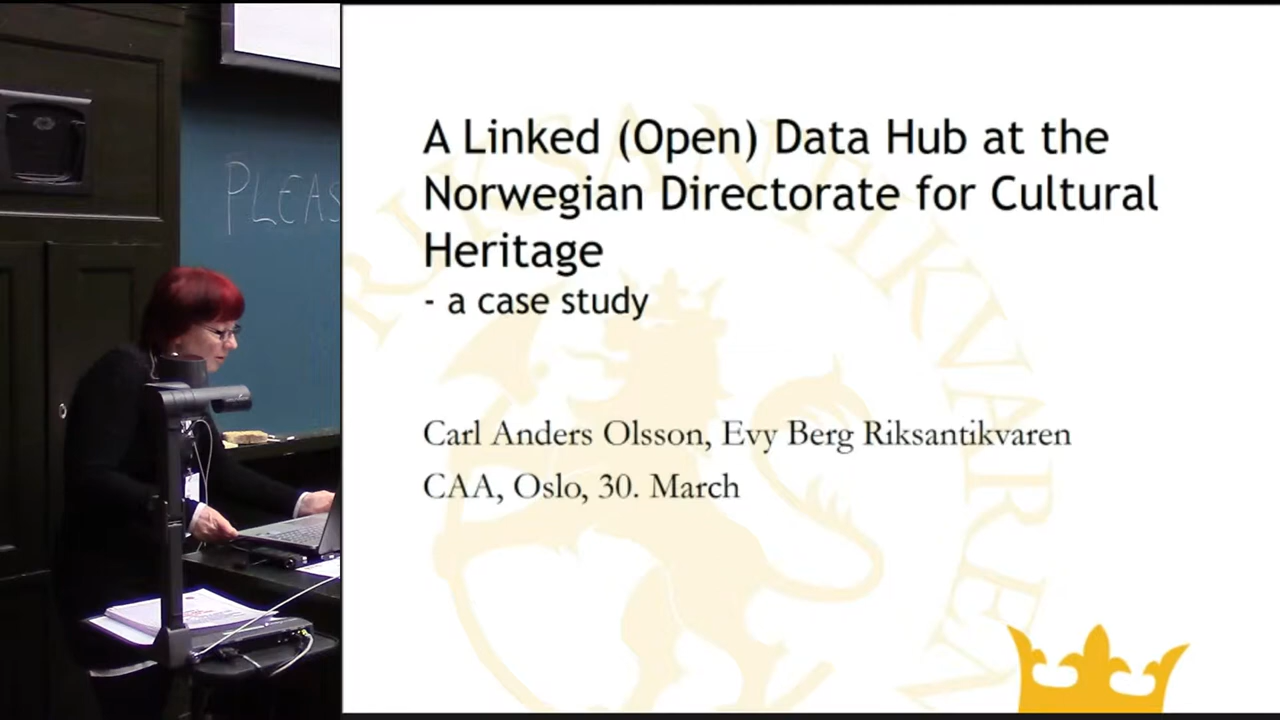 PLEAS
A Linked (Open) Data Hub at the
Norwegian Directorate for Cultural
Heritage
- a case study
Carl Anders Olsson, Evy Berg Riksantikvaren
CAA, Oslo, 30. March
RIKSANTIKVAREN